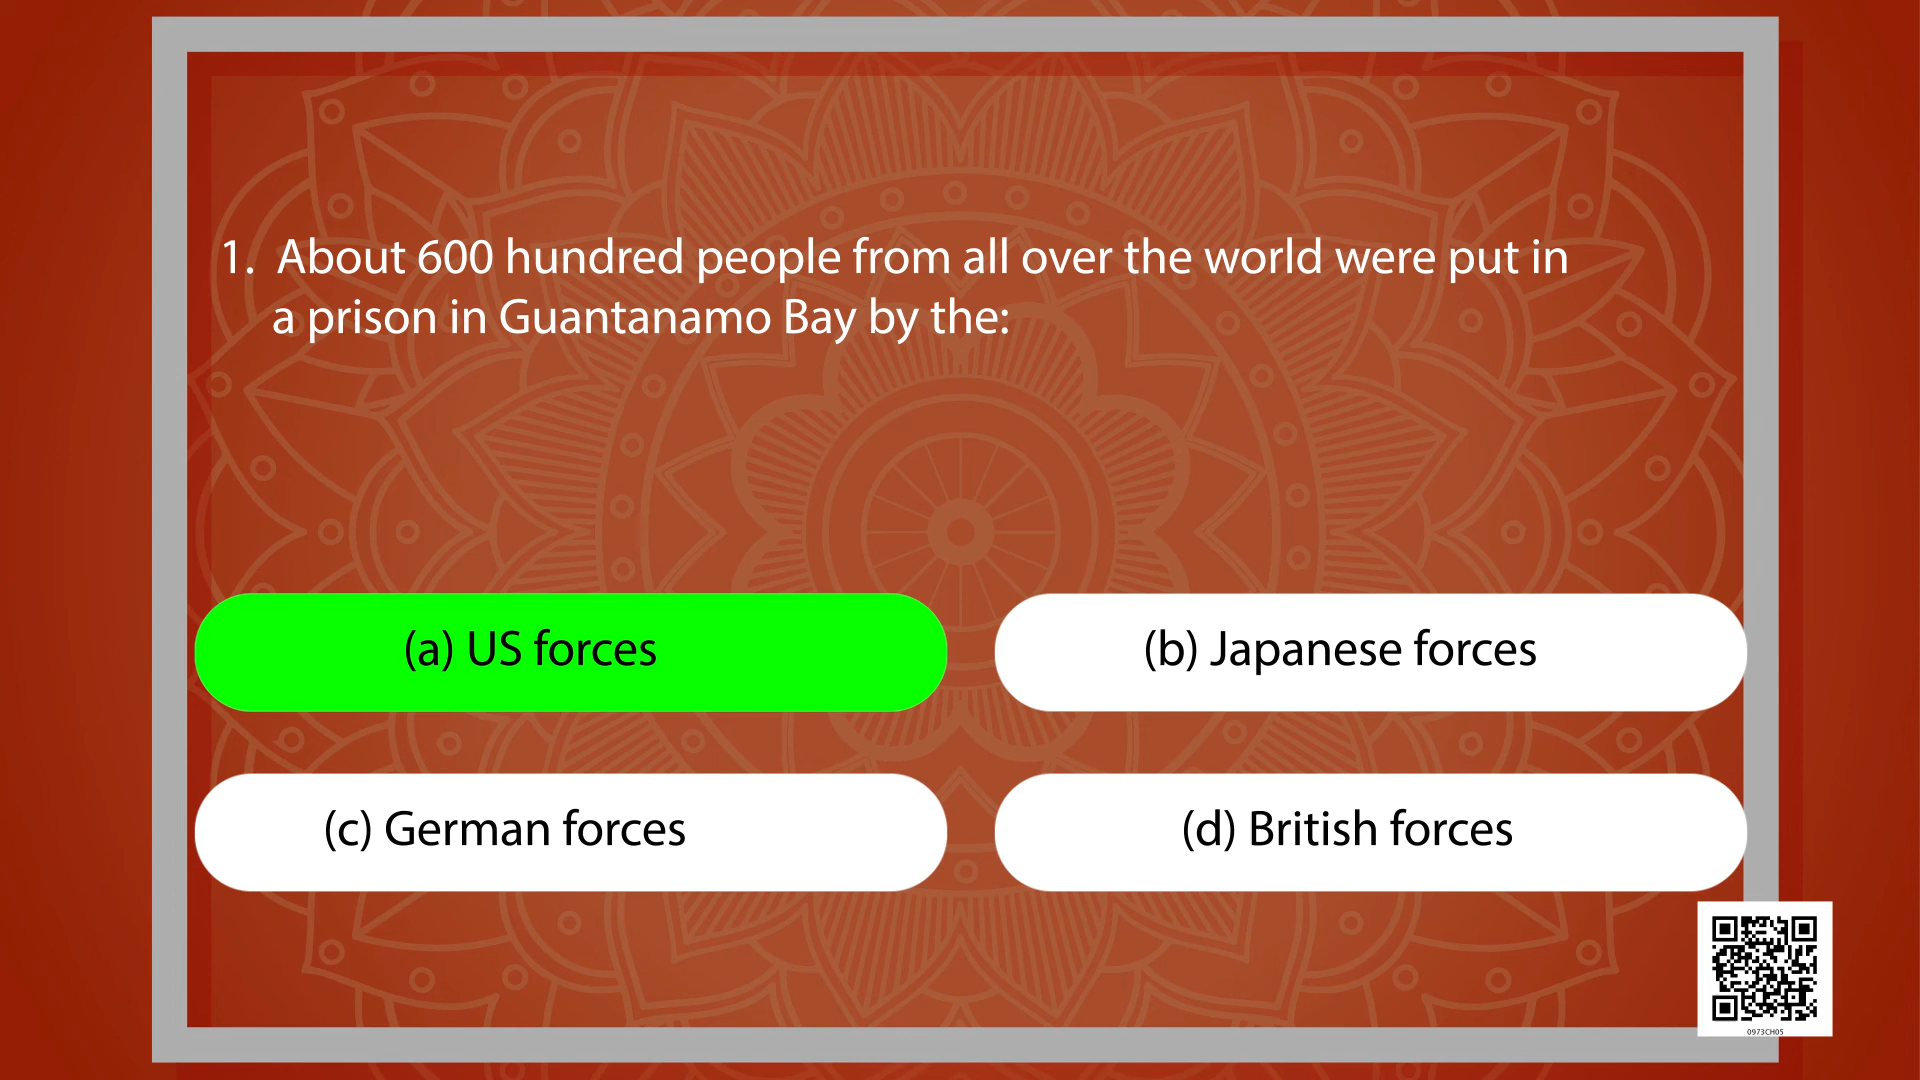 1. About 600 hundred people from all over the world were put in
a prison in Guantanamo Bay by the:
(a) US forces
(b) Japanese forces
(c) German forces
(d) British forces
0973CH05